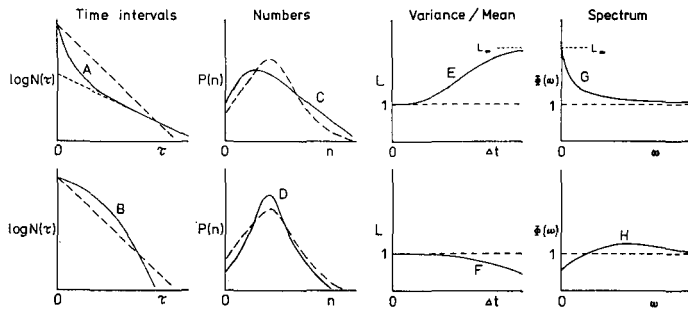 Time intervals
Numbers
Variance / Mean
Spectrum
logN(τ)
A
0
τ
P(n)
C
0
n
L
1
E
L∞
0
Δt
Φ(ω)
1
G
L∞
0
ω
logN(τ)
B
0
τ
P(n)
D
0
n
L
1
F
0
Δt
Φ(ω)
1
H
0
ω